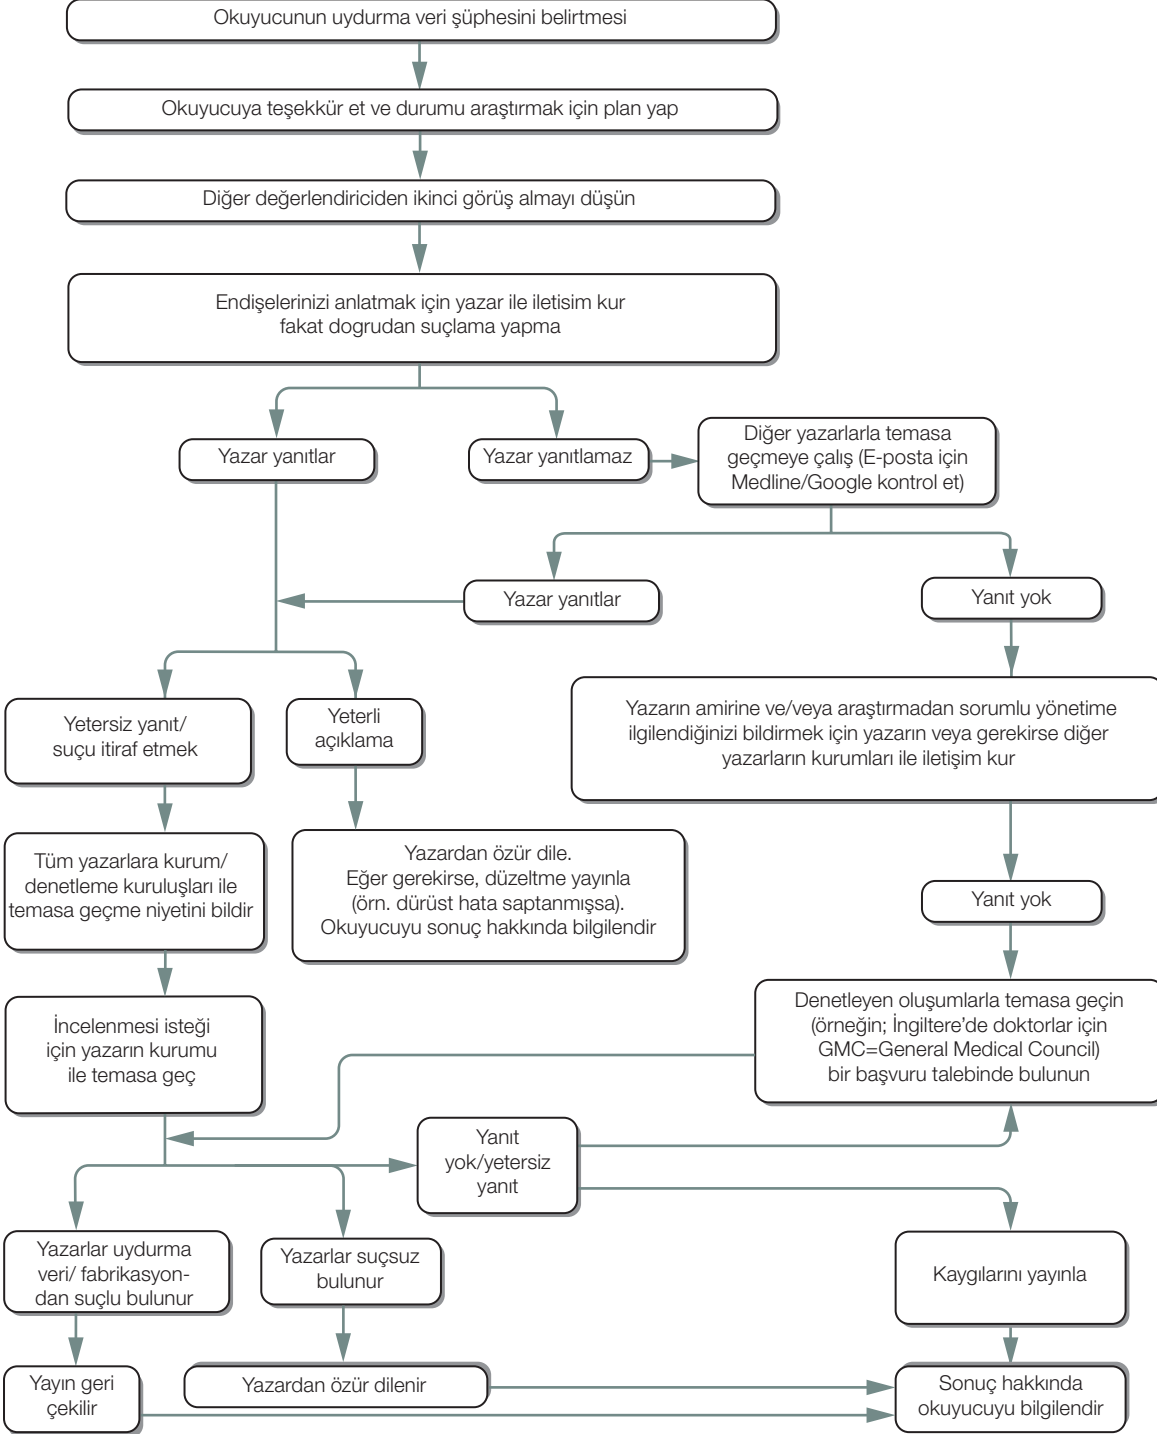 Okuyucunun uydurma veri şüphesini belirtmesi
Okuyucuya teşekkür et ve durumu araştırmak için plan yap
Diğer değerlendiriciden ikinci görüş almayı düşün
Endişelerinizi anlatmak için yazar ile iletisim kur
fakat dogrudan suçlama yapma
Yazar yanıtlar
Yazar yanıtlamaz
Diğer yazarlarla temasa
geçmeye çalış (E-posta için
Medline/Google kontrol et)
Yazar yanıtlar
Yanıt yok
Yetersiz yanıt/
suçu itiraf etmek
Yeterli
açıklama
Yazarın amirine ve/veya araştırmadan sorumlu yönetime
ilgilendiğinizi bildirmek için yazarın veya gerekirse diğer
yazarların kurumları ile iletişim kur
Tüm yazarlara kurum/
denetleme kuruluşları ile
temasa geçme niyetini bildir
Yazardan özür dile.
Eğer gerekirse, düzeltme yayınla
(örn. dürüst hata saptanmışsa).
Okuyucuyu sonuç hakkında bilgilendir
Yanıt yok
İncelenmesi isteği
için yazarın kurumu
ile temasa geç
Denetleyen oluşumlarla temasa geçin
(örneğin; İngiltere’de doktorlar için
GMC=General Medical Council)
bir başvuru talebinde bulunun
Yanıt
yok/yetersiz
yanıt
Yazarlar uydurma
veri/ fabrikasyon-
dan suçlu bulunur
Yazarlar suçsuz
bulunur
Kaygılarını yayınla
Yayın geri
çekilir
Yazardan özür dilenir
Sonuç hakkında
okuyucuyu bilgilendir